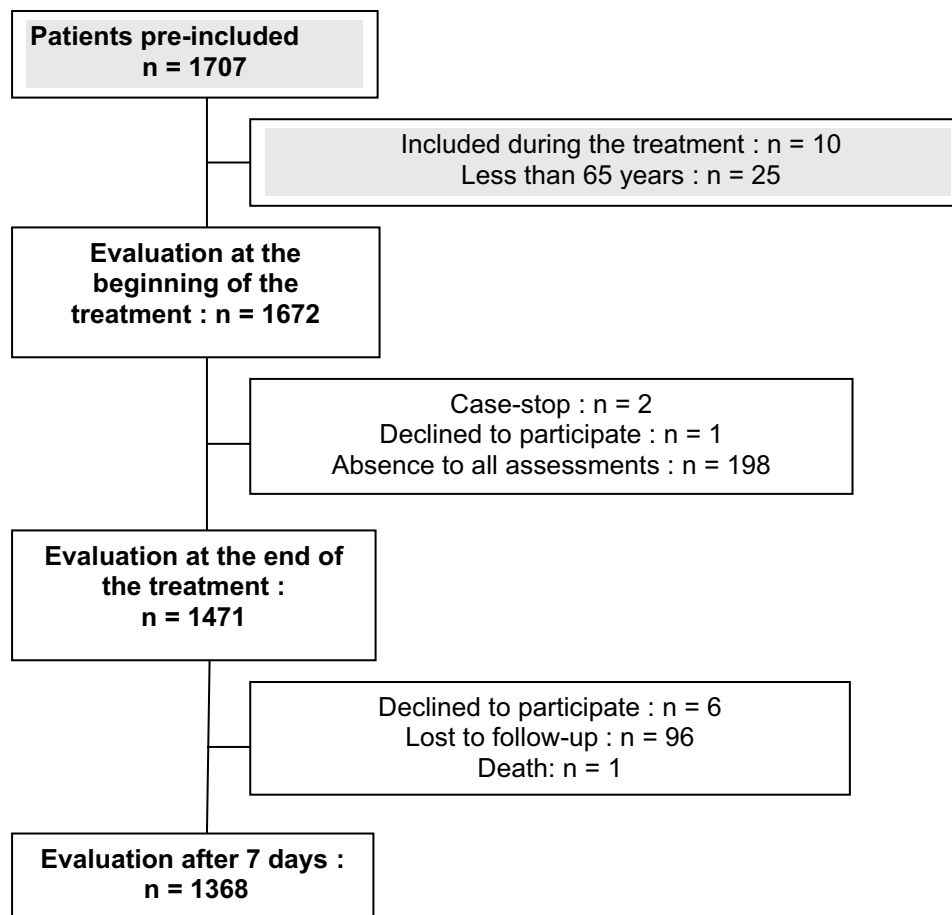 Patients pre-included
n = 1707
Included during the treatment : n = 10
Less than 65 years : n = 25
Evaluation at the
beginning of the
treatment : n = 1672
Case-stop : n = 2
Declined to participate : n = 1
Absence to all assessments : n = 198
Evaluation at the end of
the treatment :
n = 1471
Declined to participate : n = 6
Lost to follow-up : n = 96
Death: n = 1
Evaluation after 7 days :
n = 1368